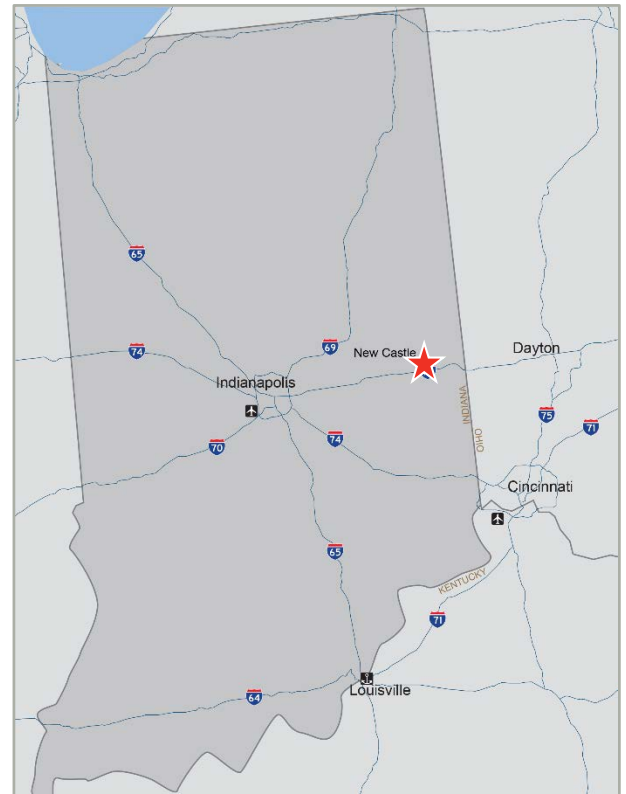 65
69
74
New Castle
Dayton
Indianapolis
INDIANA
OHIO
75
71
70
74
Cincinnati
65
KENTUCKY
71
64
Louisville